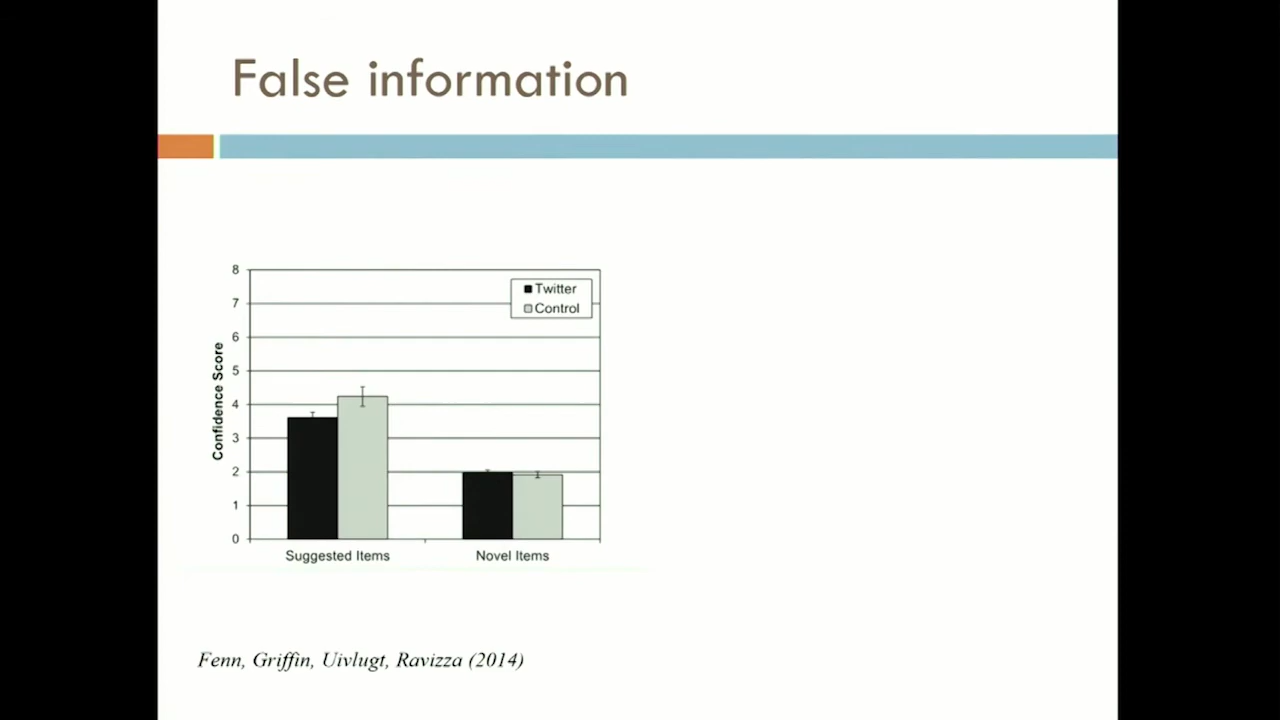 False information
8
7
6
5
4
3
2
1
0
Confidence Score
Twitter
Control
Suggested Items
Novel Items
Fenn, Griffin, Uivlugt, Ravizza (2014)